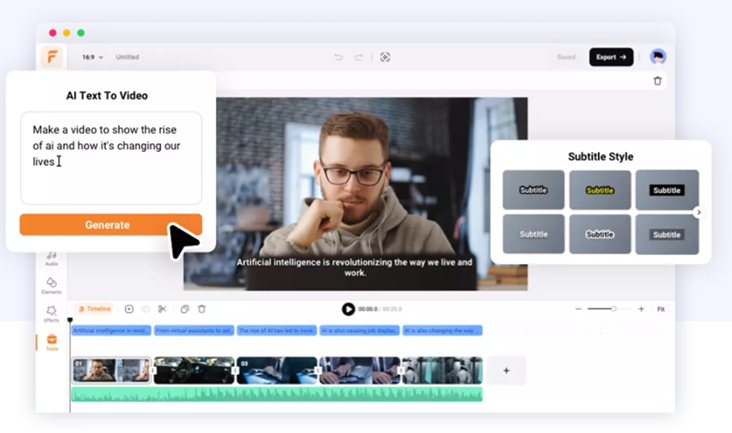 16:9
Untitled
Saved
Export →
AI Text To Video
Make a video to show the rise
of ai and how it's changing our
lives
Generate
Subtitle Style
Subtitle
Subtitle
Subtitle
Subtitle
Subtitle
Subtitle
Artificial intelligence is revolutionizing the way we live and
work.
Audio
Elements
Effects
Tools
Timeline
00:00.0 / 00:25.0
Fit
Artificial intelligence is revol...
From virtual assistants to sel...
The rise of AI has led to more ...
AI is also causing job displac...
AI is also changing the way ...
01
03